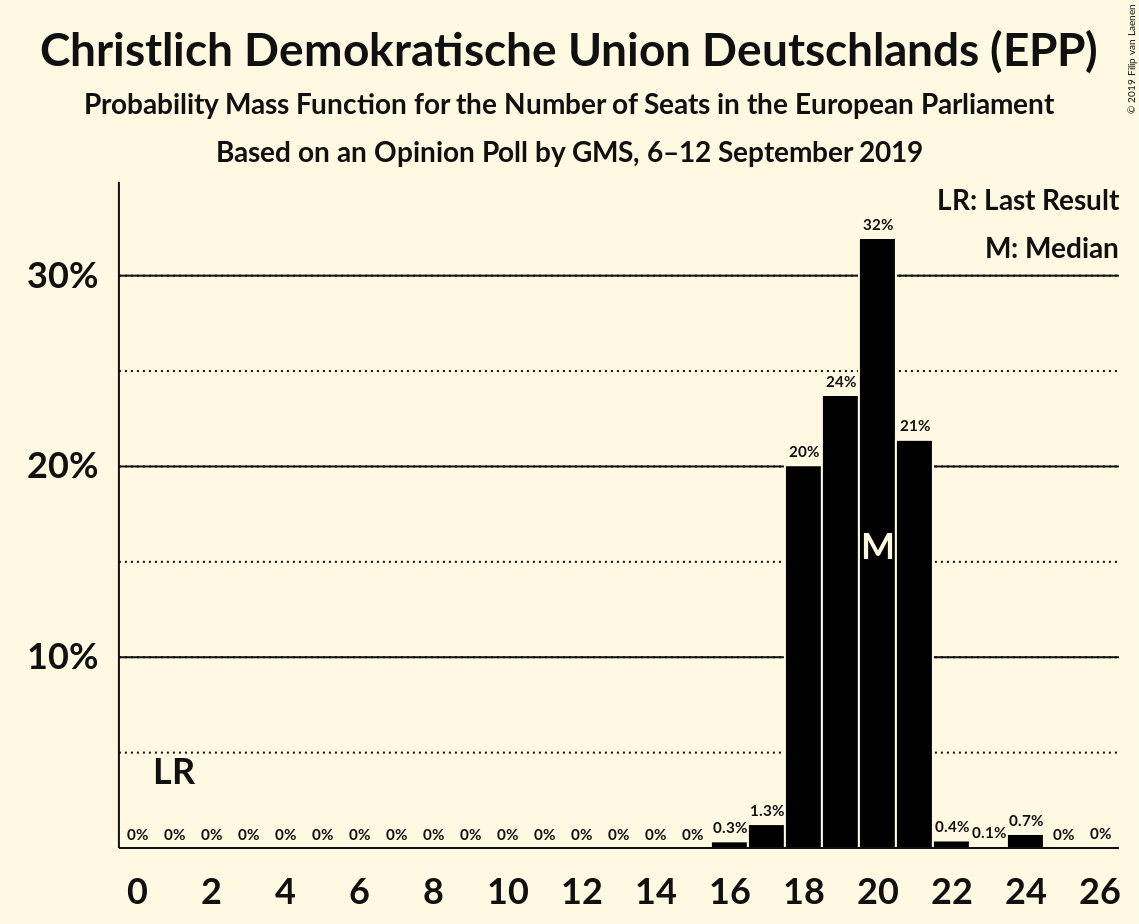 Christlich Demokratische Union Deutschlands (EPP)
Probability Mass Function for the Number of Seats in the European Parliament
Based on an Opinion Poll by GMS, 6–12 September 2019
© 2019 Filip van Laenen
LR: Last Result
M: Median
30%
20%
10%
32%
24%
21%
20%
M
LR
0% 0% 0% 0% 0% 0% 0% 0% 0% 0% 0% 0% 0% 0% 0% 0% 0.3% 1.3% 0.4% 0.1% 0.7% 0% 0%
0 2 4 6 8 10 12 14 16 18 20 22 24 26